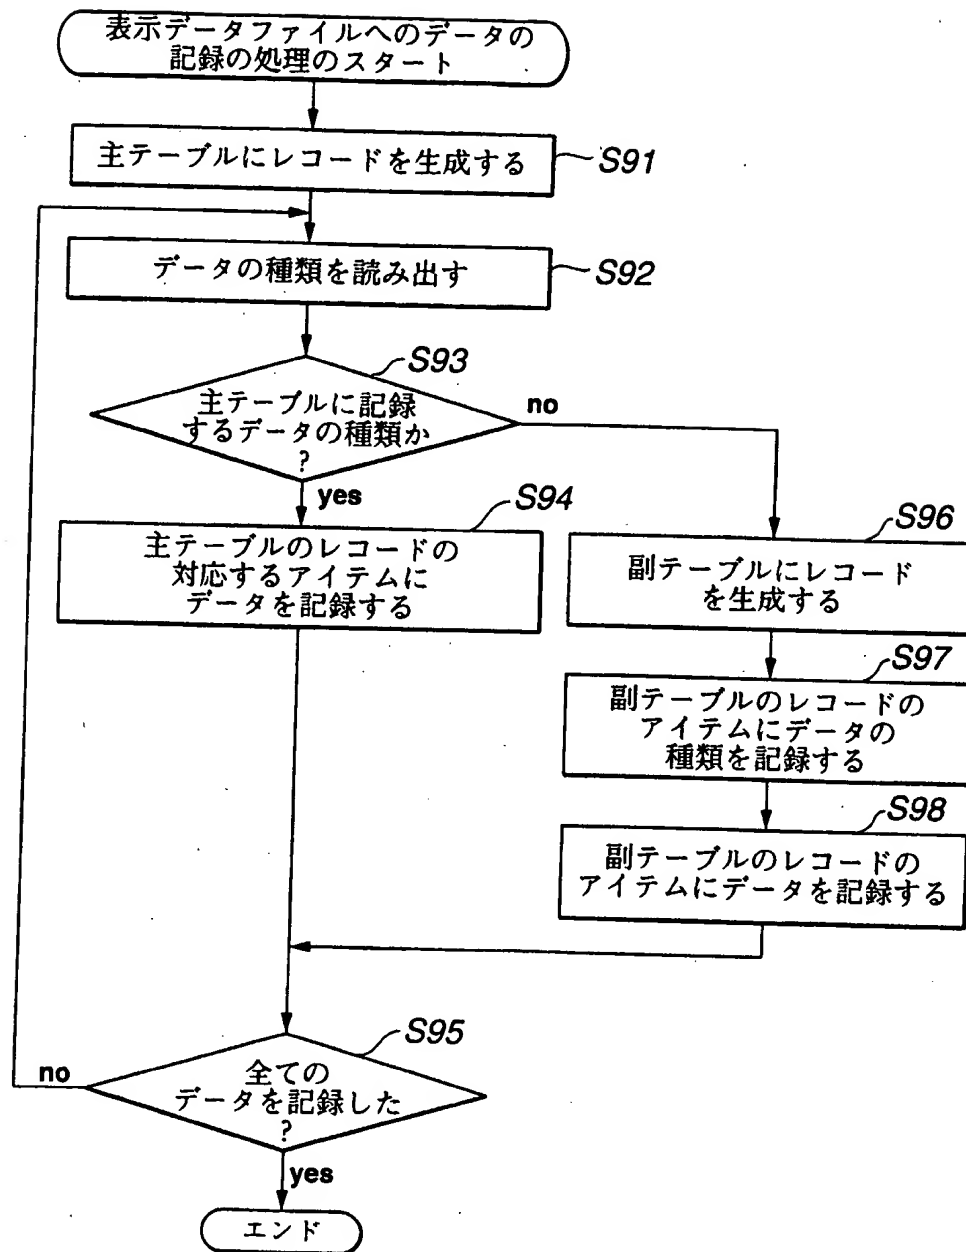 表示データファイルへのデータの
記録の処理のスタート
主テーブルにレコードを生成する
S91
データの種類を読み出す
S92
S93
主テーブルに記録
するデータの種類か
?
no
yes
S94
主テーブルのレコードの
対応するアイテムに
データを記録する
S96
副テーブルにレコード
を生成する
S97
副テーブルのレコードの
アイテムにデータの
種類を記録する
S98
副テーブルのレコードの
アイテムにデータを記録する
S95
全ての
データを記録した
?
no
yes
エンド